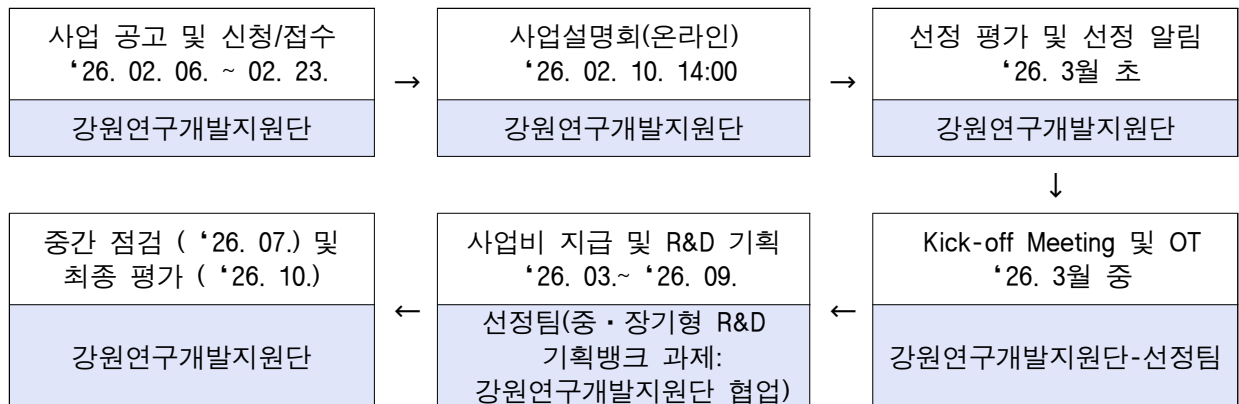 사업 공고 및 신청/접수
‘26. 02. 06. ~ 02. 23.
강원연구개발지원단
→
사업설명회(온라인)
‘26. 02. 10. 14:00
강원연구개발지원단
→
선정 평가 및 선정 알림
‘26. 3월 초
강원연구개발지원단
↓
Kick-off Meeting 및 OT
‘26. 3월 중
강원연구개발지원단-선정팀
←
사업비 지급 및 R&D 기획
‘26. 03.~ ‘26. 09.
선정팀(중・장기형 R&D
기획뱅크 과제:
강원연구개발지원단 협업)
←
중간 점검 ( ‘26. 07.) 및
최종 평가 ( ‘26. 10.)
강원연구개발지원단